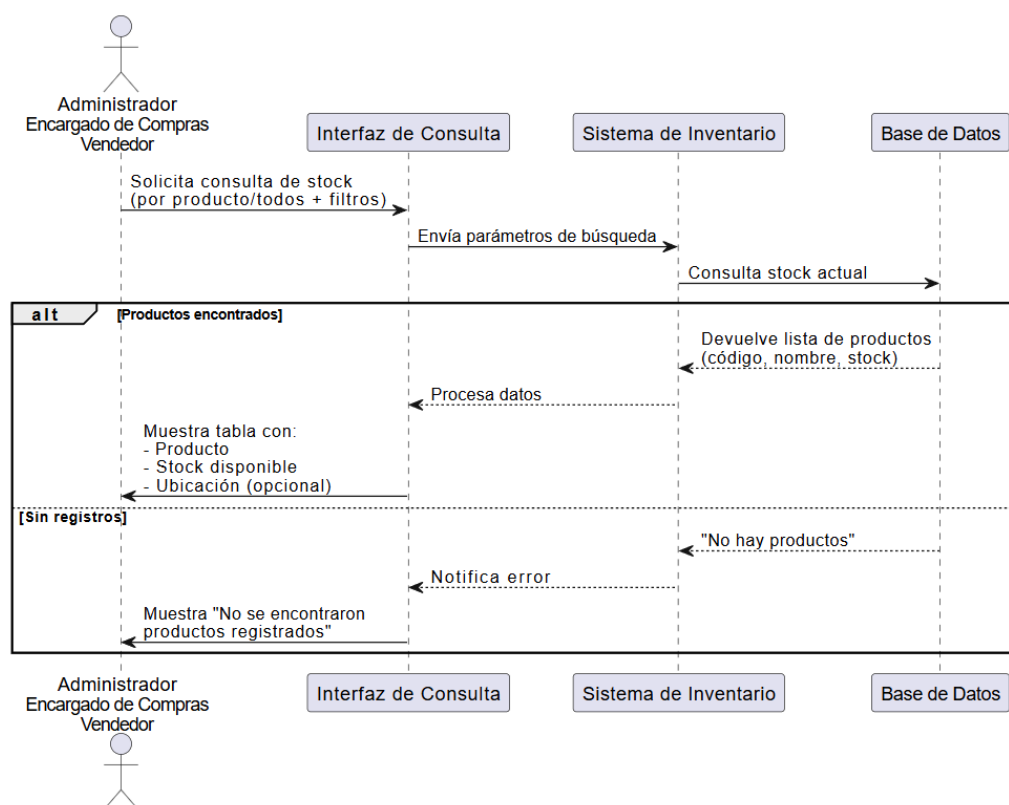 Administrador
Encargado de Compras
Vendedor
Interfaz de Consulta
Sistema de Inventario
Base de Datos
Solicita consulta de stock
(por producto/todos + filtros)
Envía parámetros de búsqueda
Consulta stock actual
alt
[Productos encontrados]
Devuelve lista de productos
(código, nombre, stock)
Procesa datos
Muestra tabla con:
- Producto
- Stock disponible
- Ubicación (opcional)
[Sin registros]
"No hay productos"
Notifica error
Muestra "No se encontraron
productos registrados"
Administrador
Encargado de Compras
Vendedor
Interfaz de Consulta
Sistema de Inventario
Base de Datos